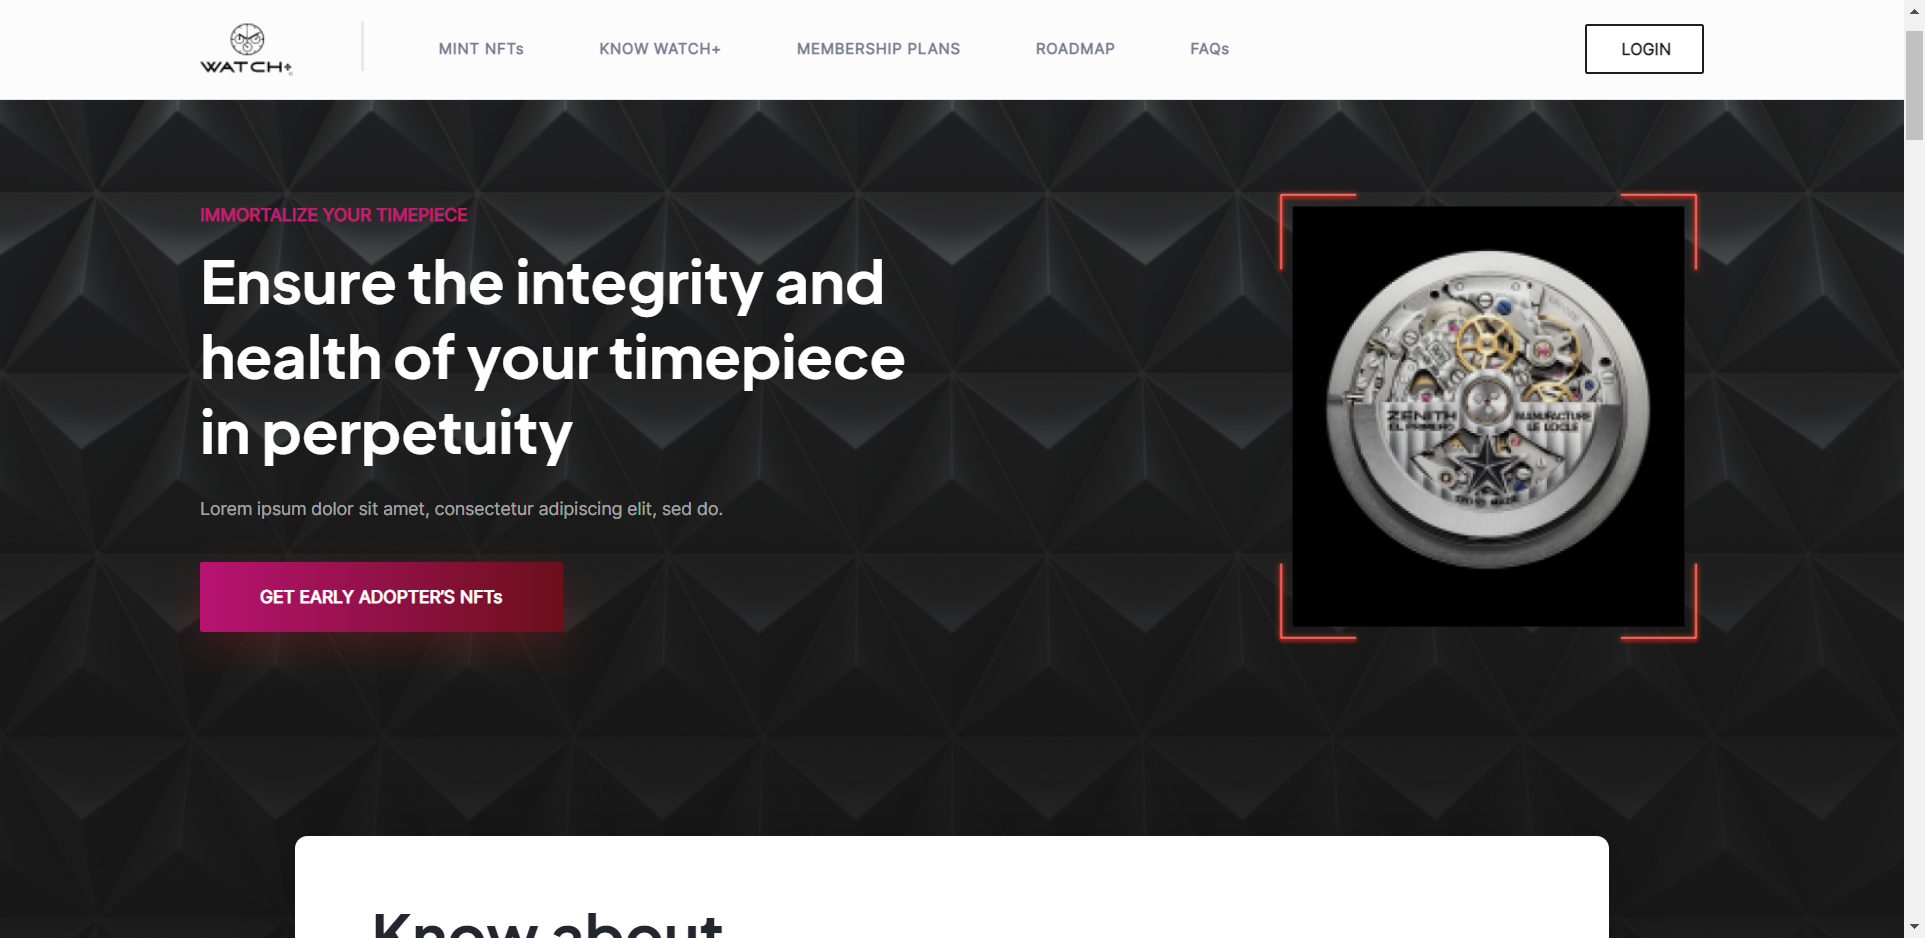 WATCH+
MINT NFTs
KNOW WATCH+
MEMBERSHIP PLANS
ROADMAP
FAQs
LOGIN
IMMORTALIZE YOUR TIMEPIECE
Ensure the integrity and
health of your timepiece
in perpetuity
Lorem ipsum dolor sit amet, consectetur adipiscing elit, sed do.
GET EARLY ADOPTER'S NFTs
ZENITH
EL PRIMERO
MANUFACTURE
LE LOCLE
SWISS MADE
Know about